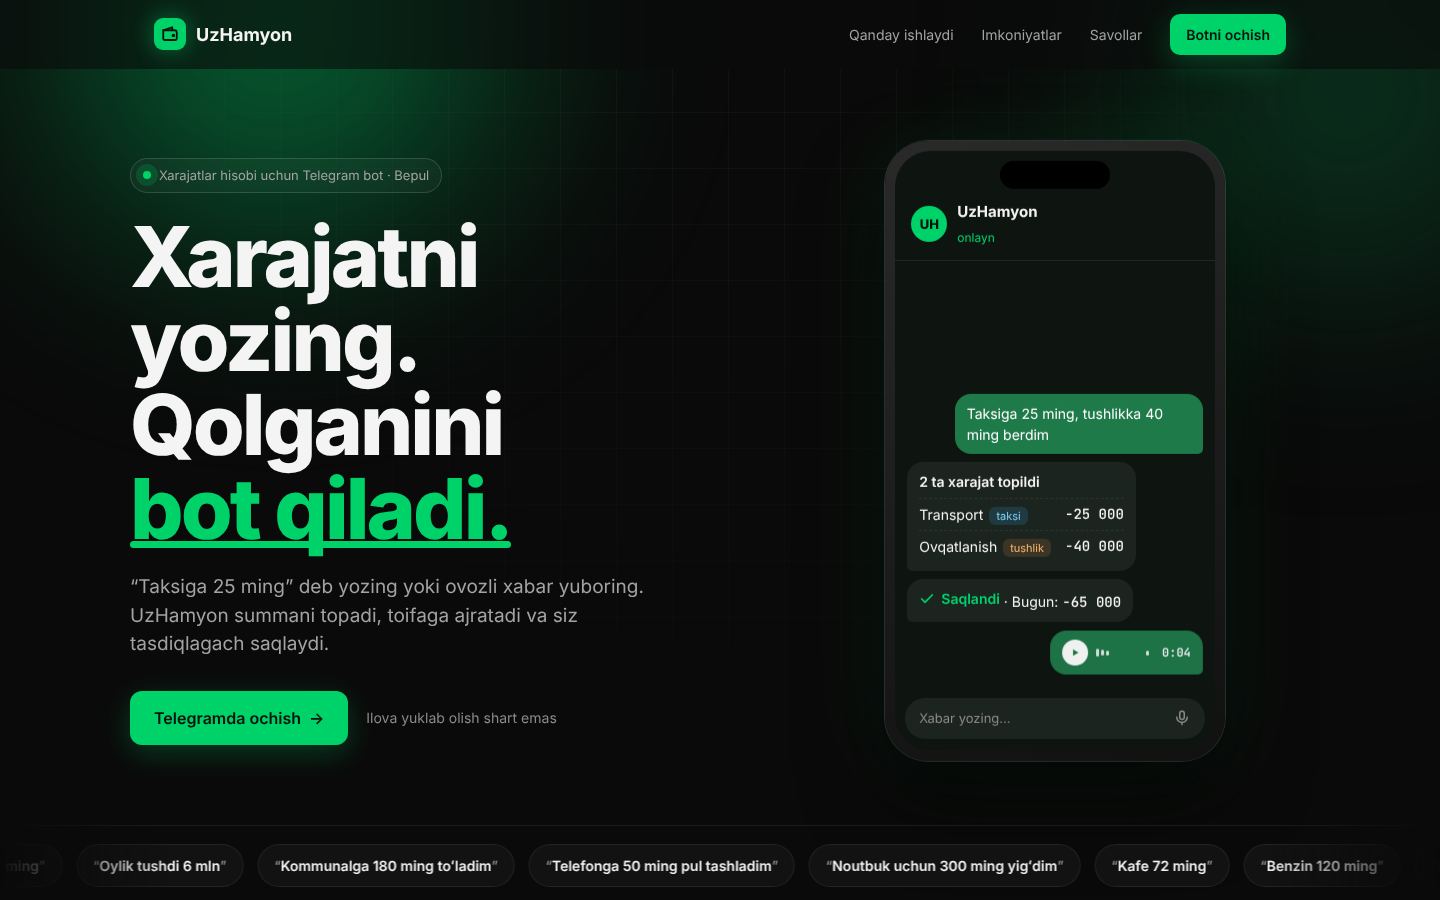 UzHamyon
Qanday ishlaydi
Imkoniyatlar
Savollar
Botni ochish
Xarajatlar hisobi uchun Telegram bot · Bepul
Xarajatni
yozing.
Qolganini
bot qiladi.
“Taksiga 25 ming” deb yozing yoki ovozli xabar yuboring.
UzHamyon summani topadi, toifaga ajratadi va siz
tasdiqlagach saqlaydi.
Telegramda ochish →
Ilova yuklab olish shart emas
UH
UzHamyon
onlayn
Taksiga 25 ming, tushlikka 40
ming berdim
2 ta xarajat topildi
Transport taksi -25 000
Ovqatlanish tushlik -40 000
Saqlandi · Bugun: -65 000
0:04
Xabar yozing...
ming”
“Oylik tushdi 6 mln”
“Kommunalga 180 ming to‘ladim”
“Telefonga 50 ming pul tashladim”
“Noutbuk uchun 300 ming yig‘dim”
“Kafe 72 ming”
“Benzin 120 ming”